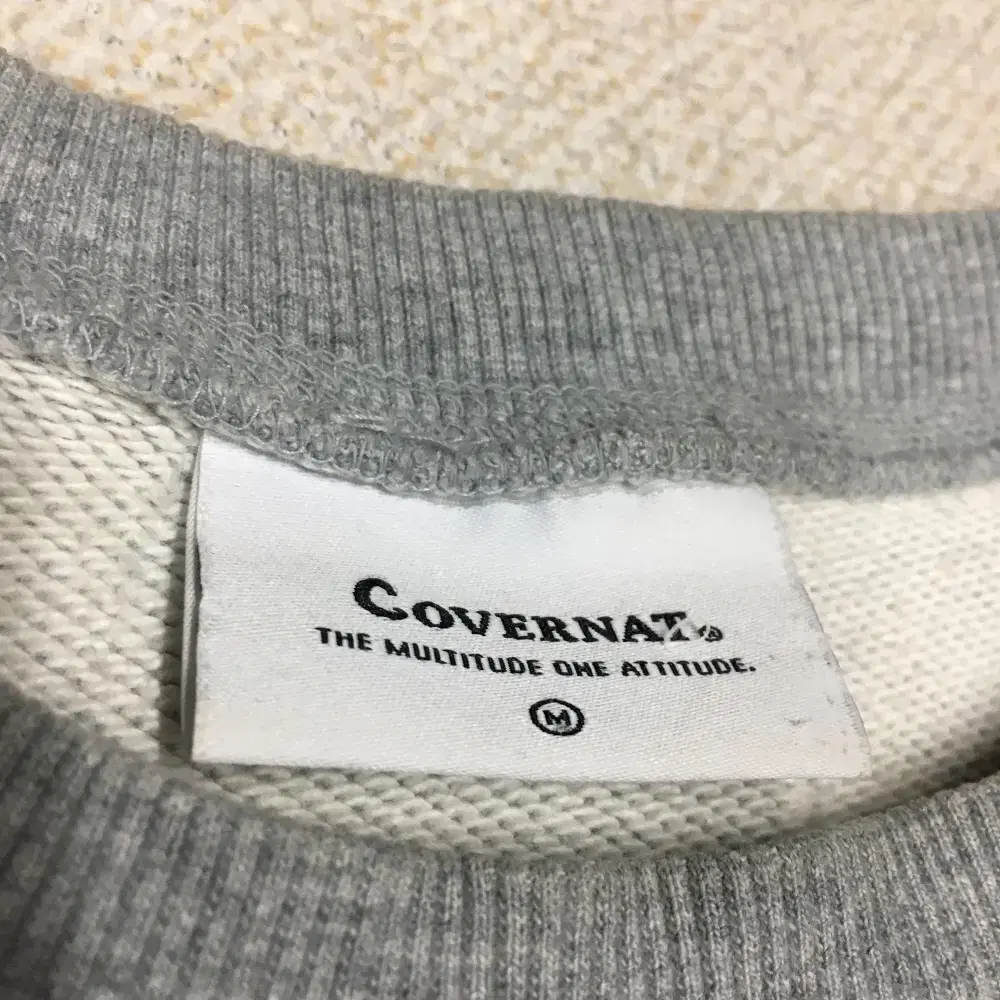 COVERNAT®
THE MULTITUDE ONE ATTITUDE.
M